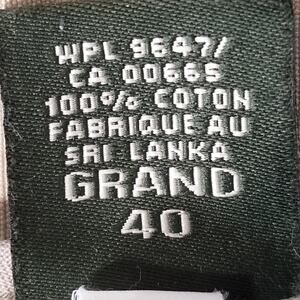 WPL 9647/
CA 00665
100% COTON
FABRIQUE AU
SRI LANKA
GRAND
40